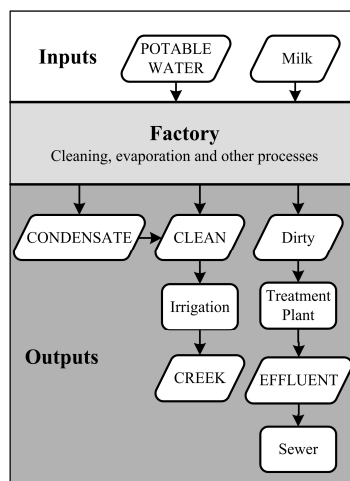 Inputs
POTABLE
WATER
Milk
Factory
Cleaning, evaporation and other processes
CONDENSATE
CLEAN
Dirty
Irrigation
Treatment
Plant
Outputs
CREEK
EFFLUENT
Sewer